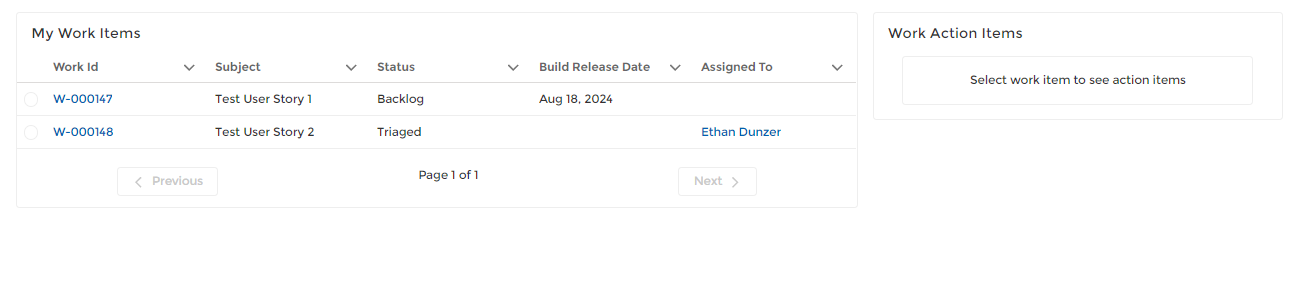 My Work Items
Work Id Subject Status Build Release Date Assigned To
W-000147 Test User Story 1 Backlog Aug 18, 2024
W-000148 Test User Story 2 Triaged Ethan Dunzer
Previous Page 1 of 1 Next
Work Action Items
Select work item to see action items